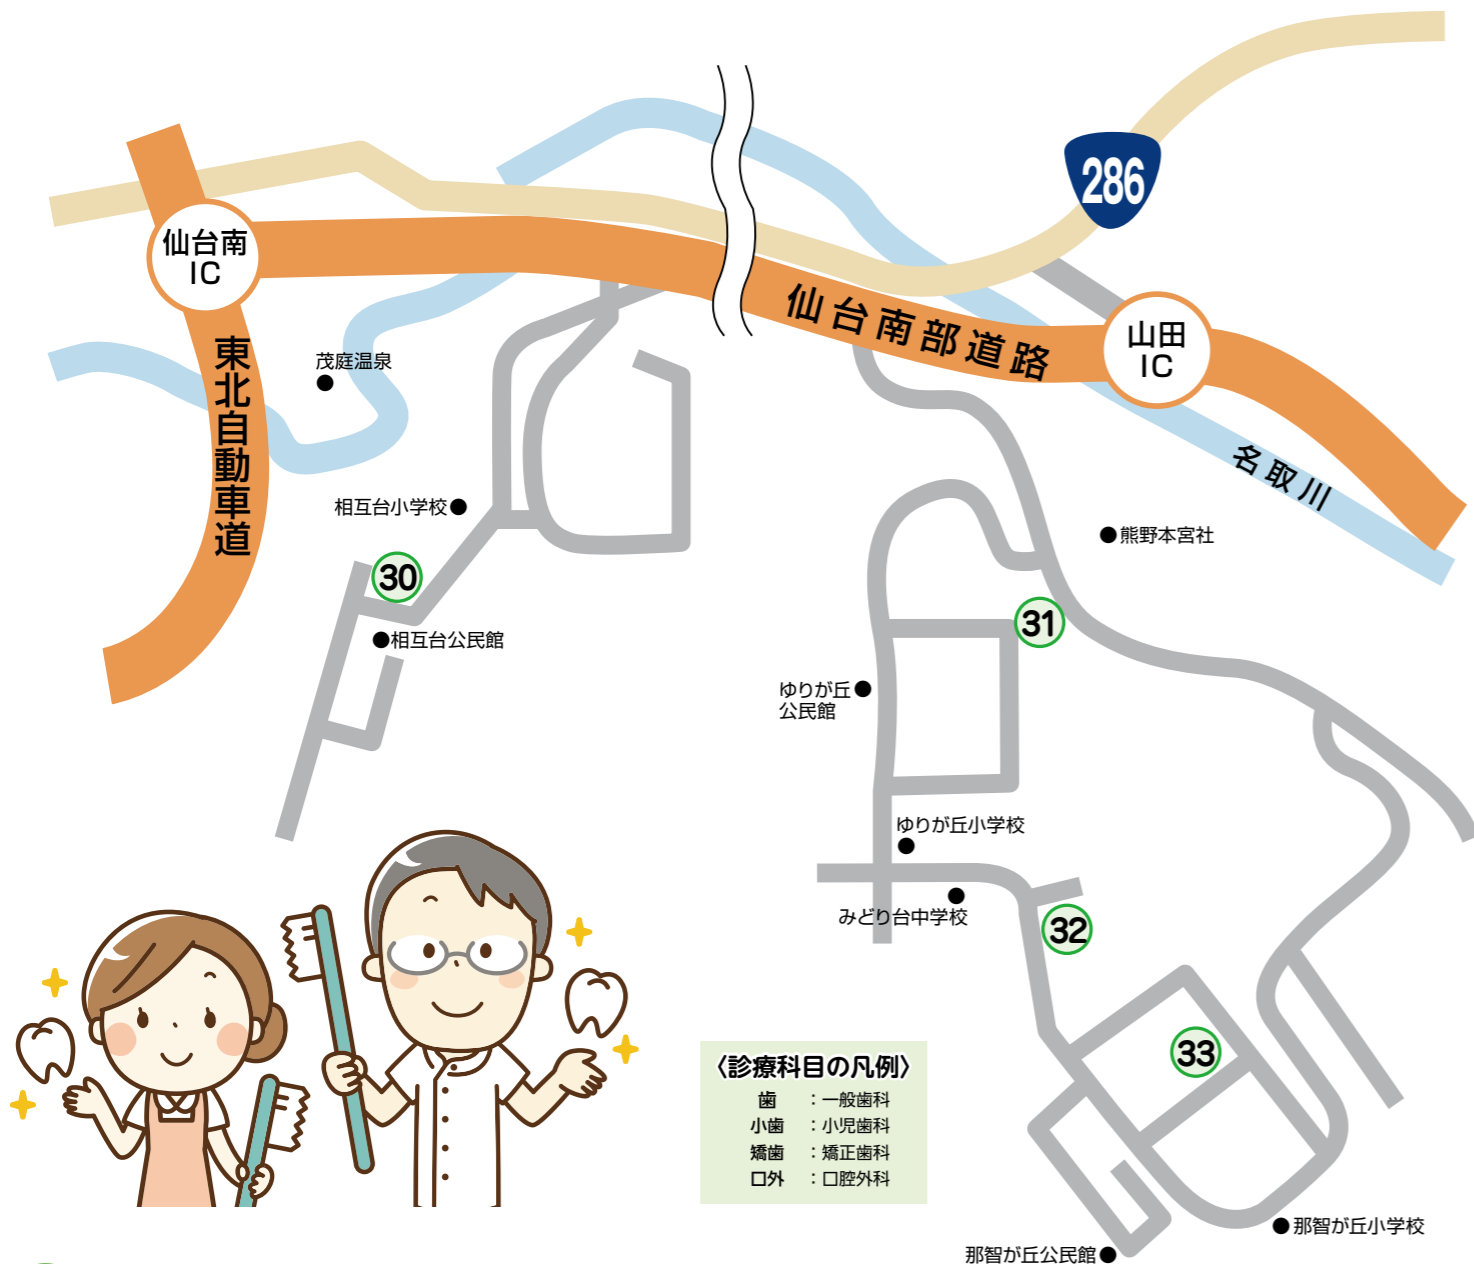 286
仙台南
IC
仙台南部道路
山田
IC
東北自動車道
茂庭温泉
名取川
相互台小学校
熊野本宮社
30
31
相互台公民館
ゆりが丘
公民館
ゆりが丘小学校
みどり台中学校
32
33
〈診療科目の凡例〉
歯 ：一般歯科
小歯 ：小児歯科
矯歯 ：矯正歯科
口外 ：口腔外科
那智が丘小学校
那智が丘公民館